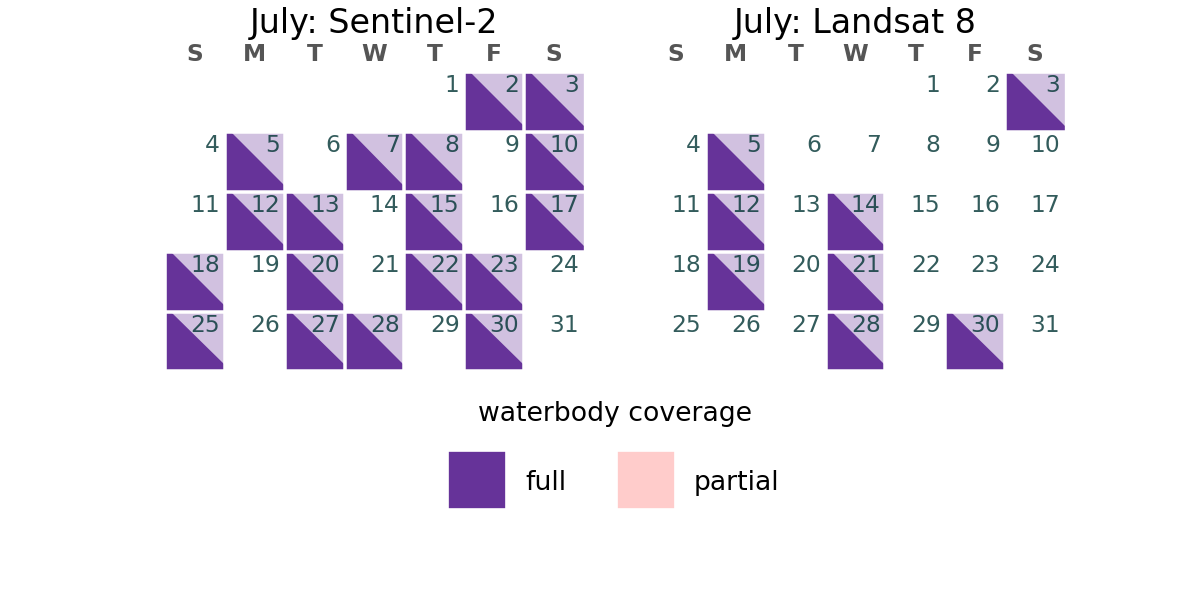 July: Sentinel-2
S M T W T F S
1 2 3
4 5 6 7 8 9 10
11 12 13 14 15 16 17
18 19 20 21 22 23 24
25 26 27 28 29 30 31
July: Landsat 8
S M T W T F S
1 2 3
4 5 6 7 8 9 10
11 12 13 14 15 16 17
18 19 20 21 22 23 24
25 26 27 28 29 30 31
waterbody coverage
full partial